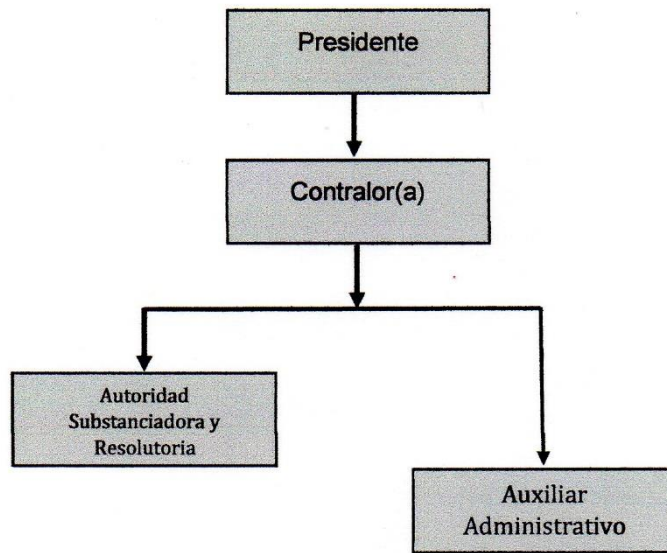 Presidente
Contralor(a)
Autoridad
Substanciadora y
Resolutoria
Auxiliar
Administrativo